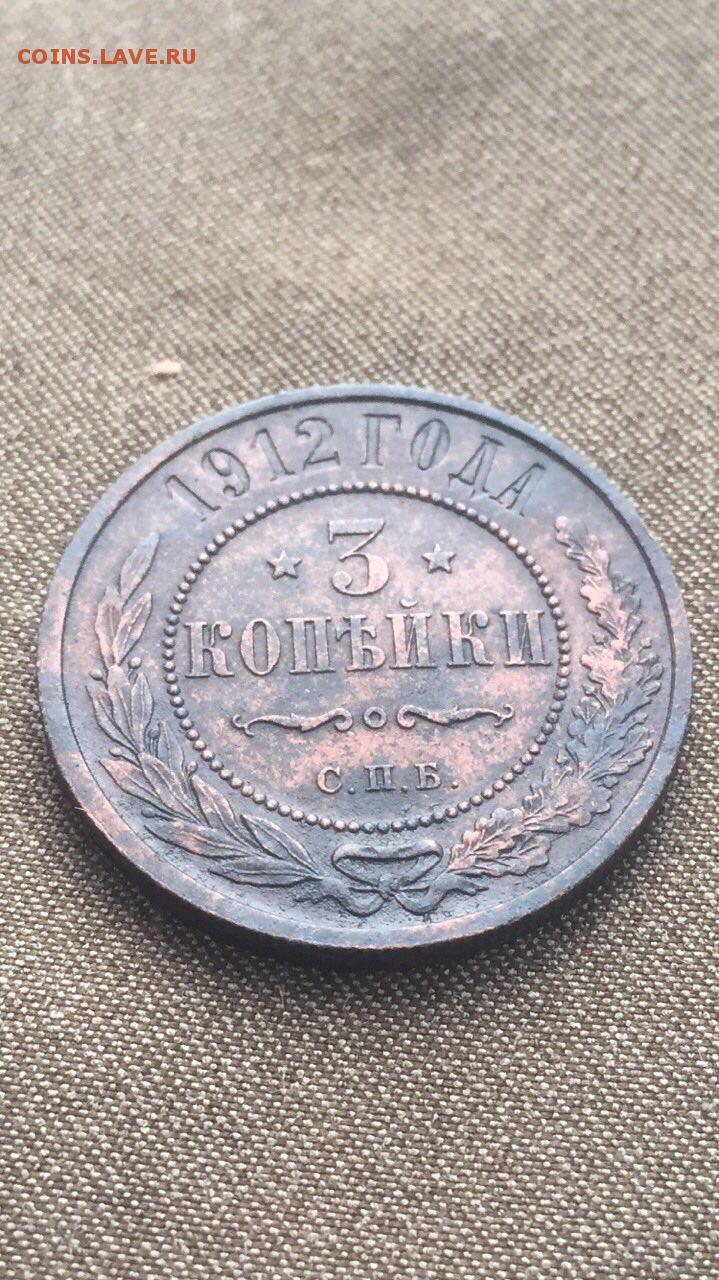 COINS.LAVE.RU
1912 ГОДА
3
КОПѢЙКИ
С.П.Б.